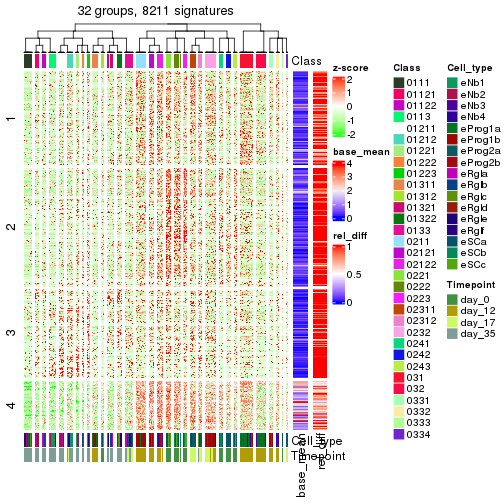 32 groups, 8211 signatures
Class
1
2
3
4
Cell_type
Timepoint
base_mean
rel_diff
z-score
2
1
0
-1
-2
base_mean
4
3
2
1
0
rel_diff
1
0.5
0
Class
0111
01121
01122
0113
01211
01212
01221
01222
01223
01311
01312
01321
01322
0133
0211
02121
02122
0221
0222
0223
02311
02312
0232
0241
0242
0243
031
032
0331
0332
0333
0334
Cell_type
eNb1
eNb2
eNb3
eNb4
eProg1a
eProg1b
eProg2a
eProg2b
eRgla
eRglb
eRglc
eRgld
eRgle
eRglf
eSCa
eSCb
eSCc
Timepoint
day_0
day_12
day_17
day_35